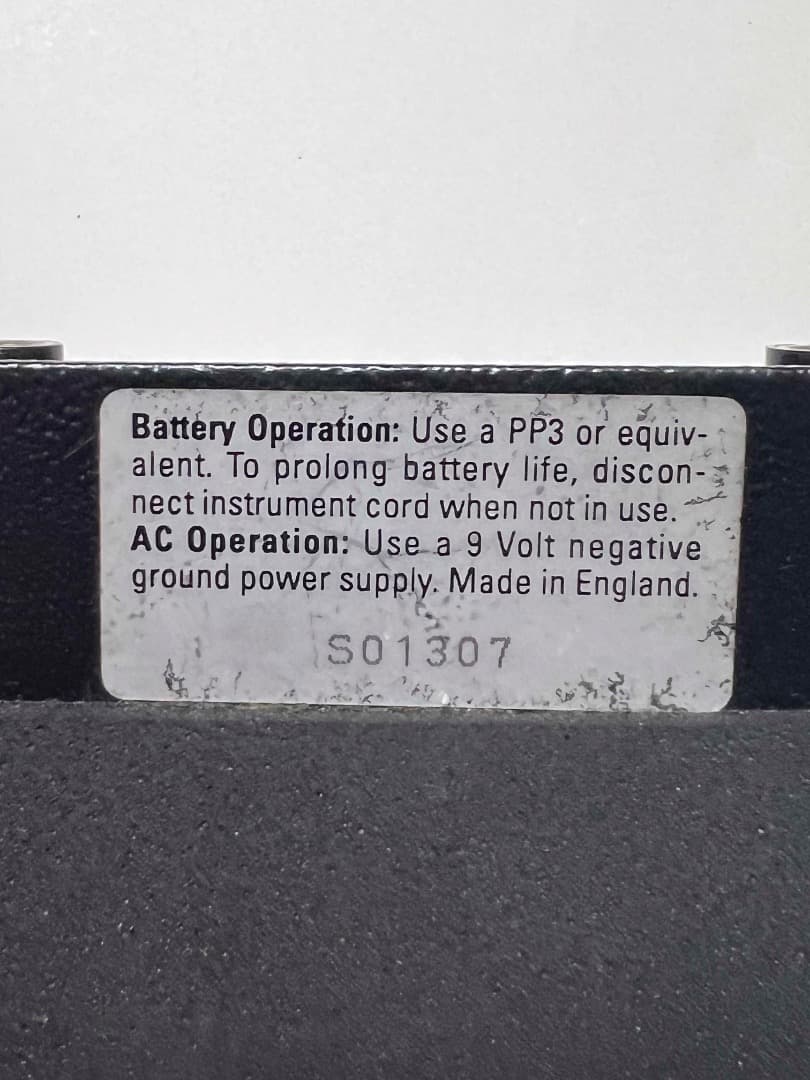 Battery Operation: Use a PP3 or equiv-
alent. To prolong battery life, discon-
nect instrument cord when not in use.
AC Operation: Use a 9 Volt negative
ground power supply. Made in England.
S01307